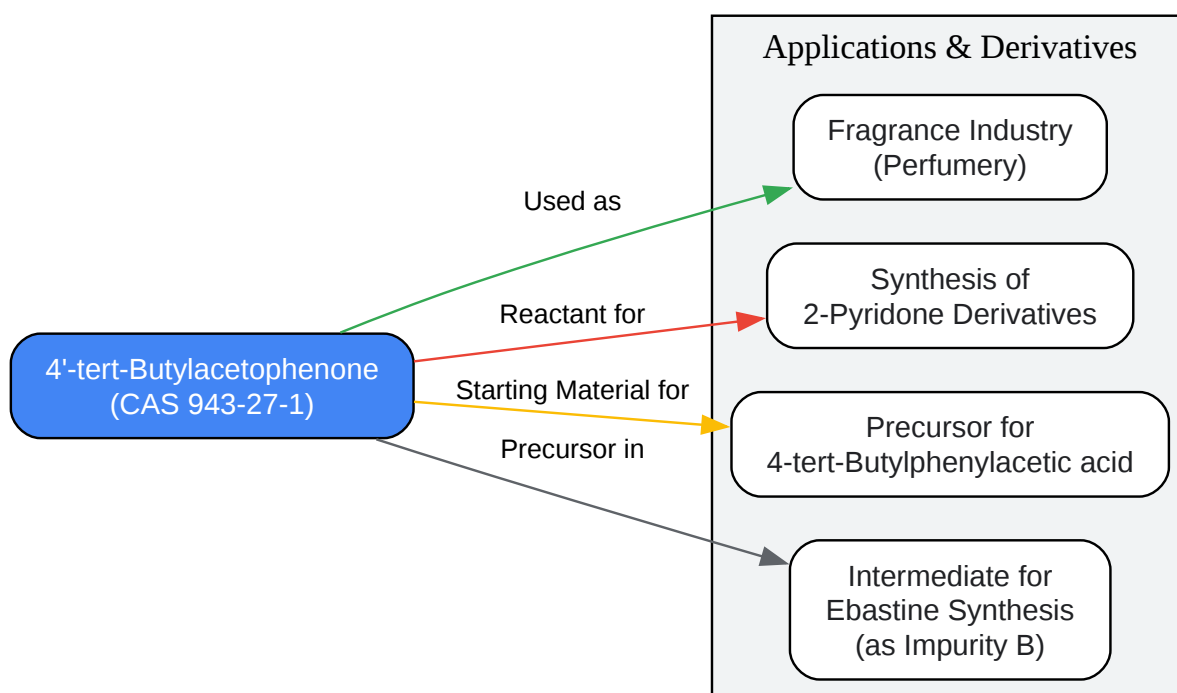 Applications & Derivatives
Fragrance Industry
(Perfumery)
Used as
Synthesis of
2-Pyridone Derivatives
Reactant for
4'-tert-Butylacetophenone
(CAS 943-27-1)
Starting Material for
Precursor for
4-tert-Butylphenylacetic acid
Precursor in
Intermediate for
Ebastine Synthesis
(as Impurity B)